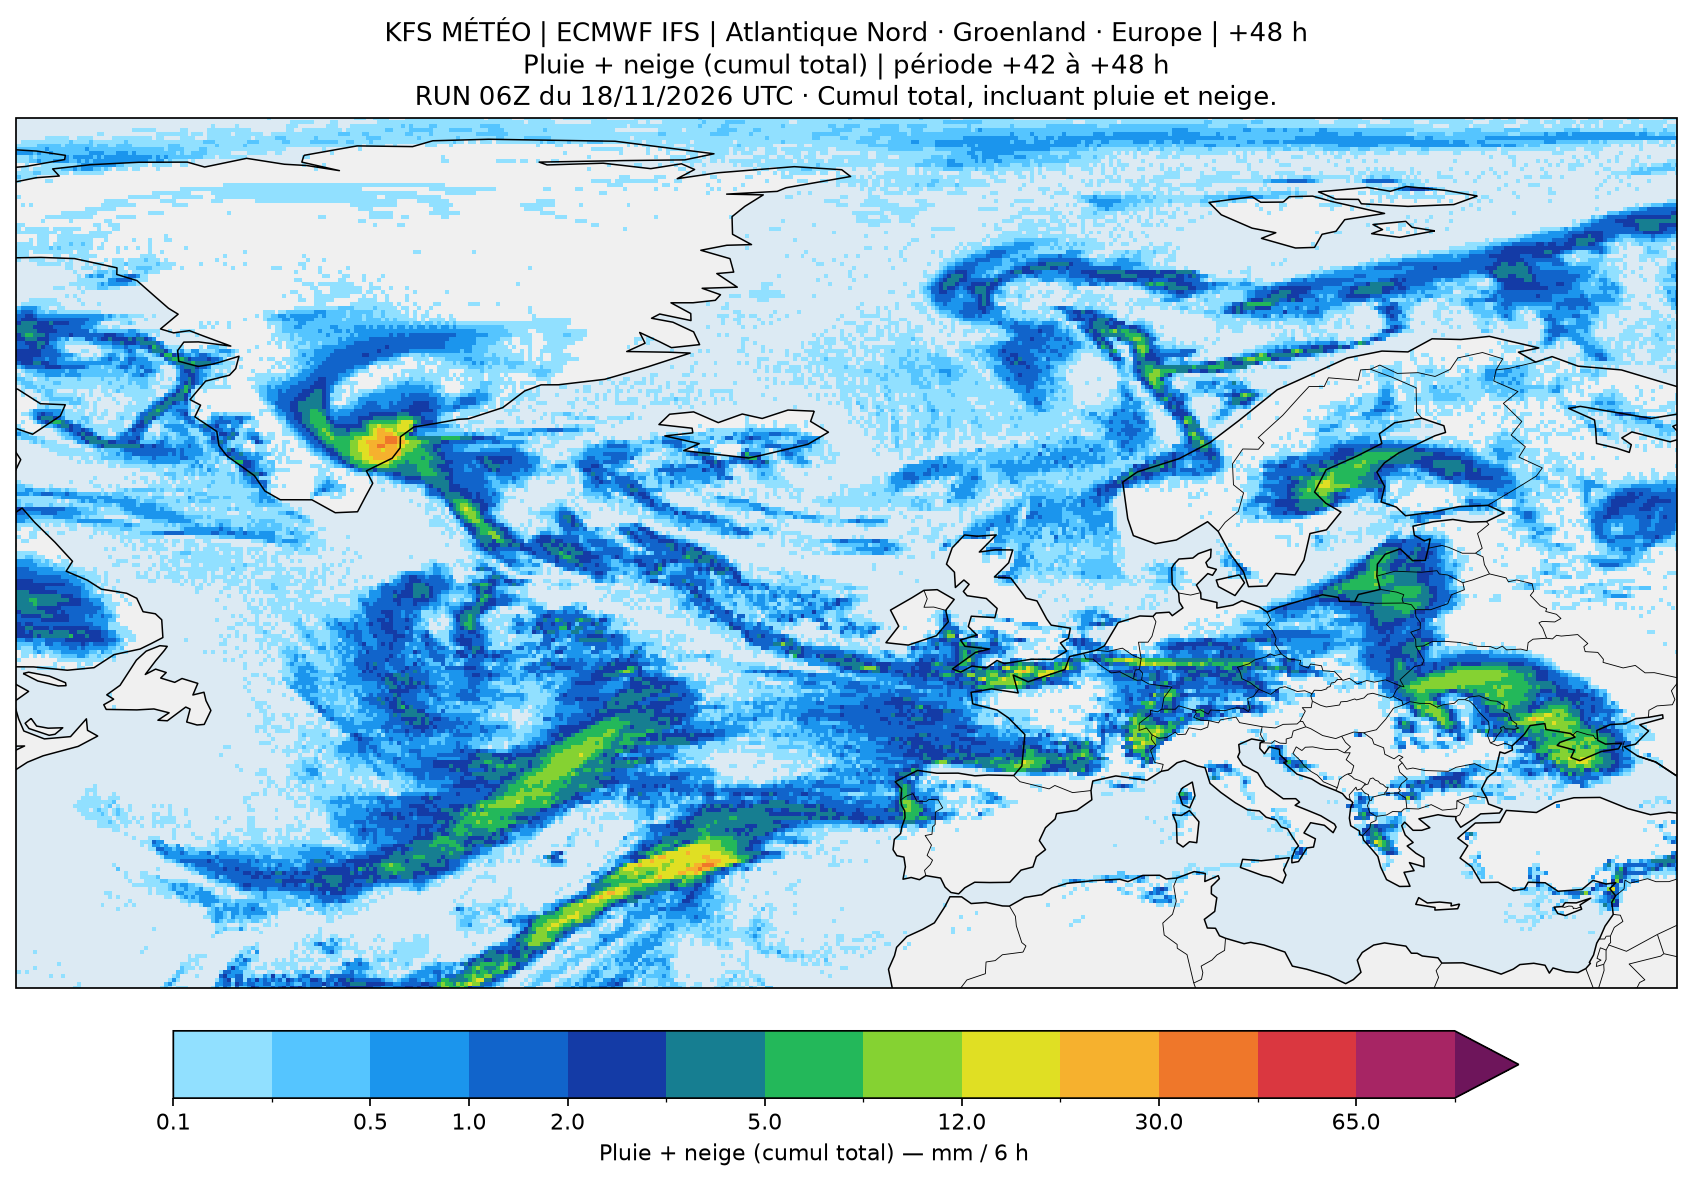 KFS MÉTÉO | ECMWF IFS | Atlantique Nord · Groenland · Europe | +48 h
Pluie + neige (cumul total) | période +42 à +48 h
RUN 06Z du 18/11/2026 UTC · Cumul total, incluant pluie et neige.
0.1 0.5 1.0 2.0 5.0 12.0 30.0 65.0
Pluie + neige (cumul total) — mm / 6 h